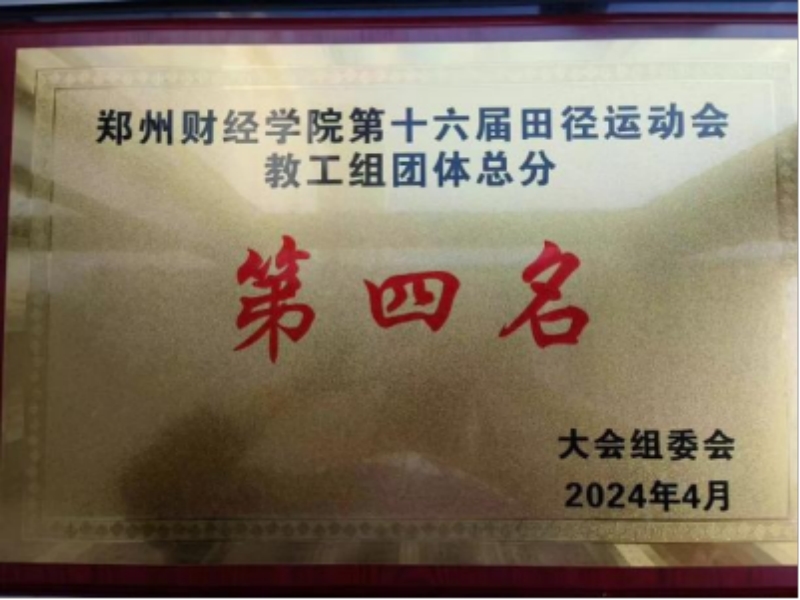 郑州财经学院第十六届田径运动会
教工组团体总分
第四名
大会组委会
2024年4月